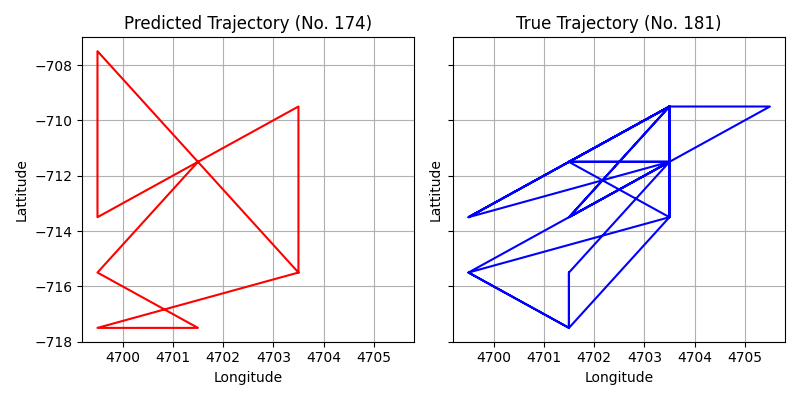 Predicted Trajectory (No. 174)
True Trajectory (No. 181)
−708
−710
−712
−714
−716
−718
Lattitude
Lattitude
4700 4701 4702 4703 4704 4705
4700 4701 4702 4703 4704 4705
Longitude
Longitude